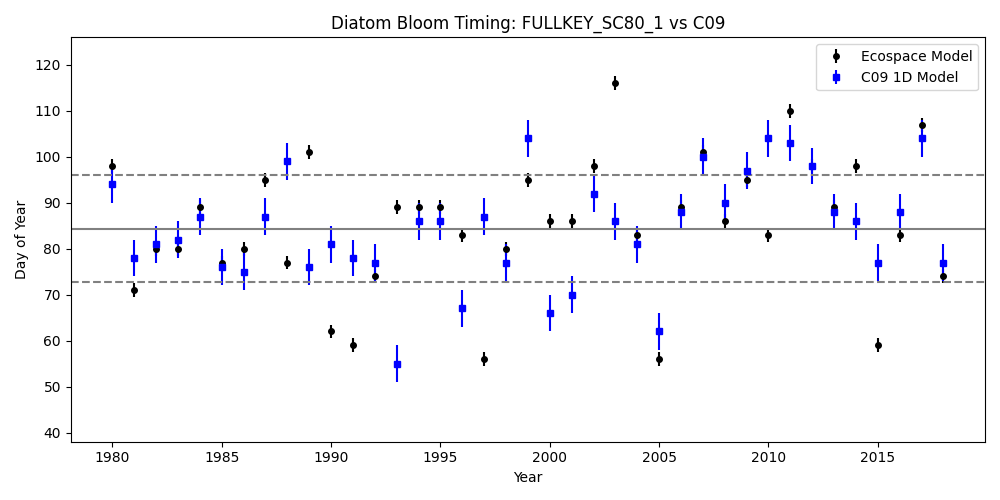 Diatom Bloom Timing: FULLKEY_SC80_1 vs C09
Ecospace Model
C09 1D Model
Day of Year
120
110
100
90
80
70
60
50
40
1980 1985 1990 1995 2000 2005 2010 2015
Year